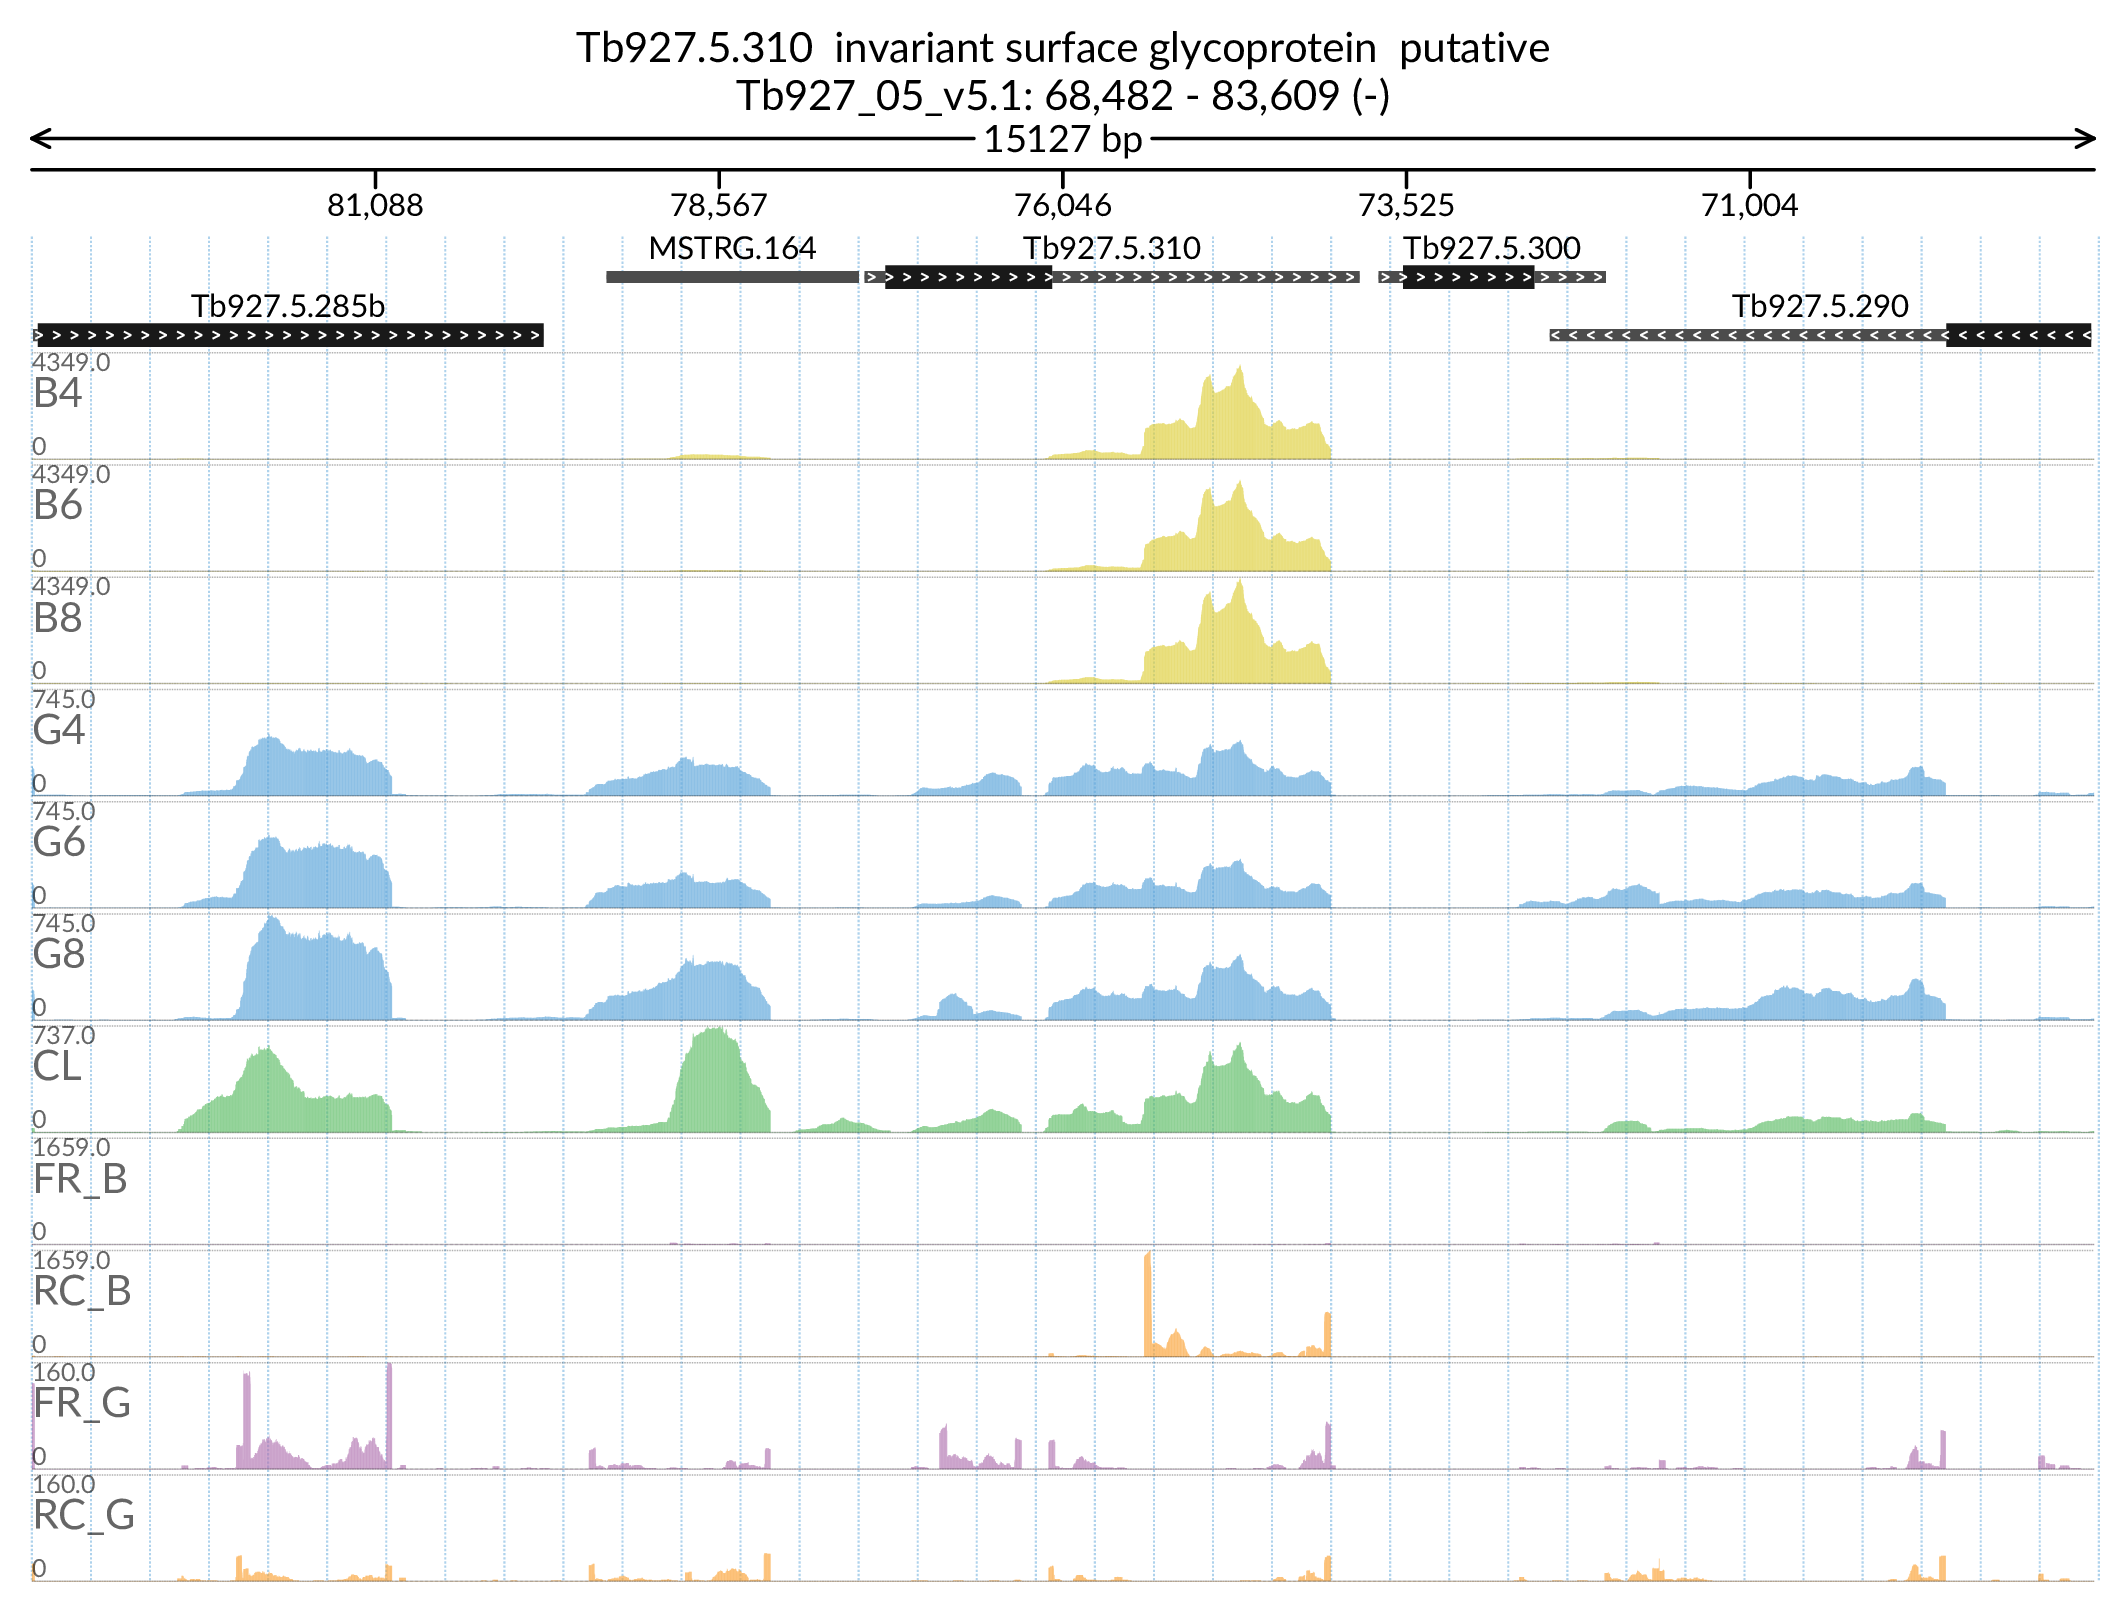 Tb927.5.310  invariant surface glycoprotein  putative
Tb927_05_v5.1: 68,482 - 83,609 (-)
15127 bp
81,088 78,567 76,046 73,525 71,004
MSTRG.164 Tb927.5.310 Tb927.5.300
Tb927.5.285b Tb927.5.290
4349.0
B4
0
4349.0
B6
0
4349.0
B8
0
745.0
G4
0
745.0
G6
0
745.0
G8
0
737.0
CL
0
1659.0
FR_B
0
1659.0
RC_B
0
160.0
FR_G
0
160.0
RC_G
0